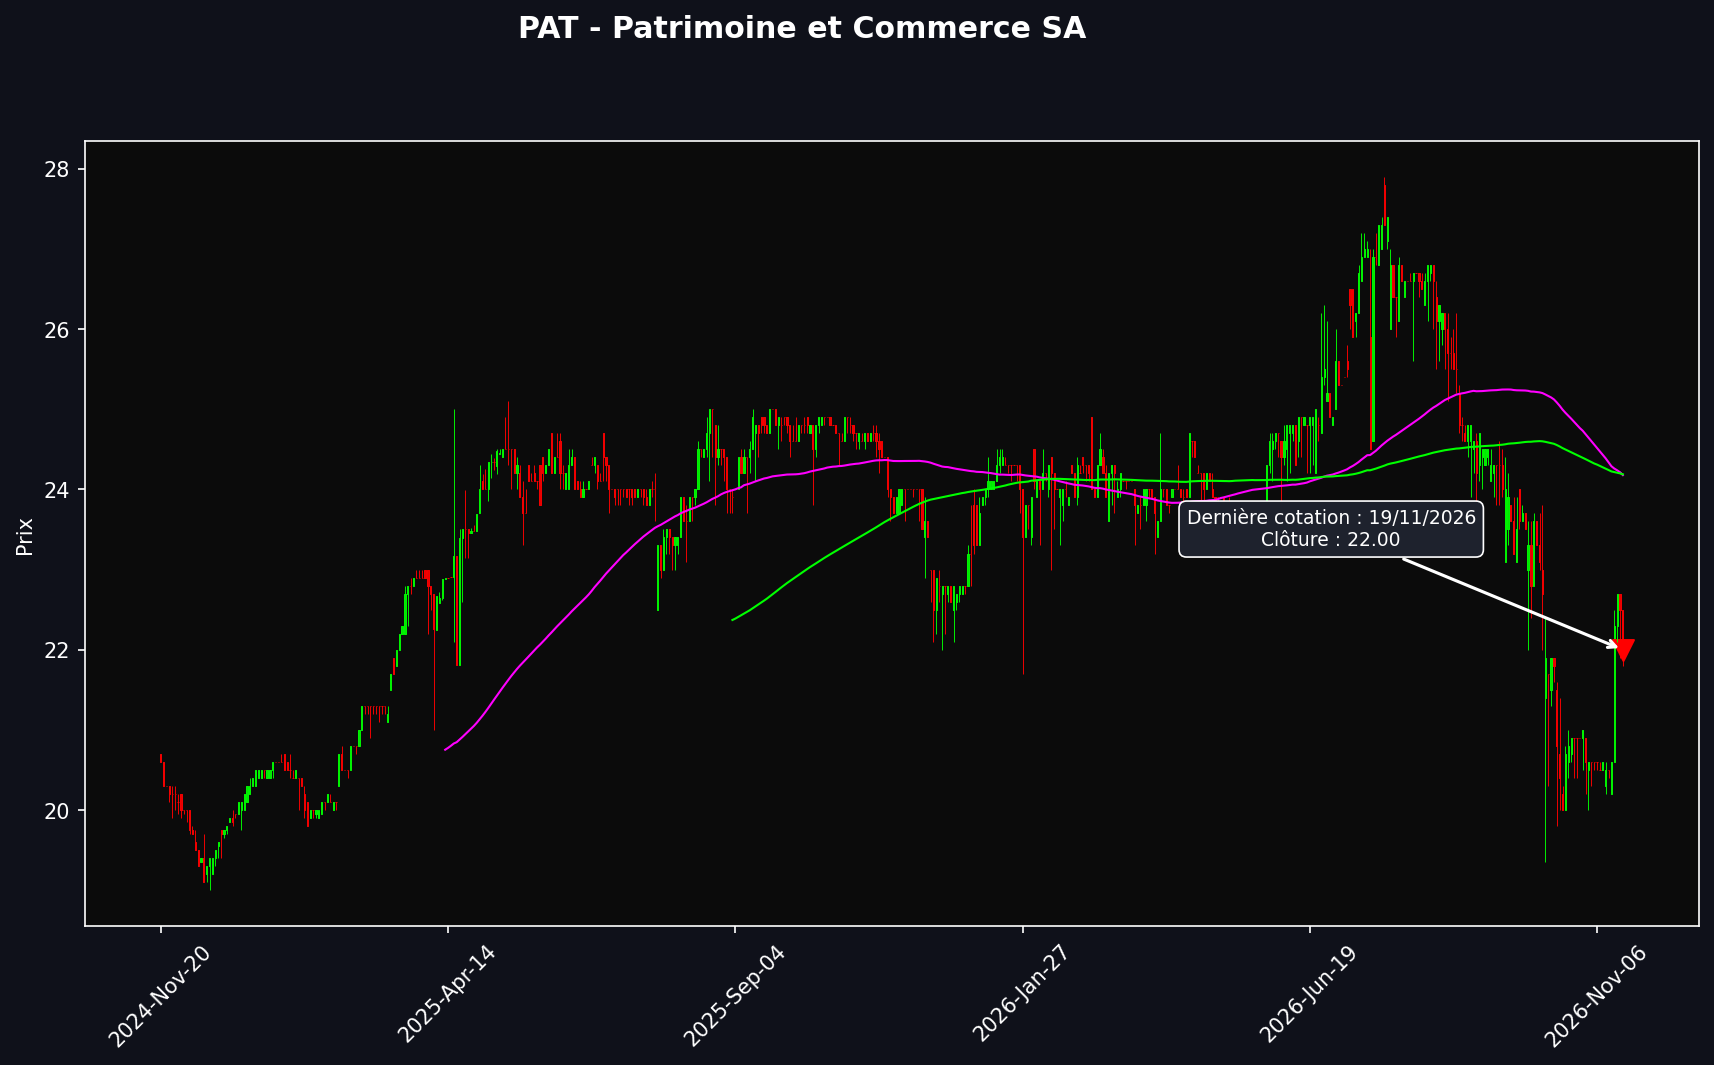 PAT - Patrimoine et Commerce SA
Prix
28
26
24
22
20
Dernière cotation : 19/11/2026
Clôture : 22.00
2024-Nov-20
2025-Apr-14
2025-Sep-04
2026-Jan-27
2026-Jun-19
2026-Nov-06